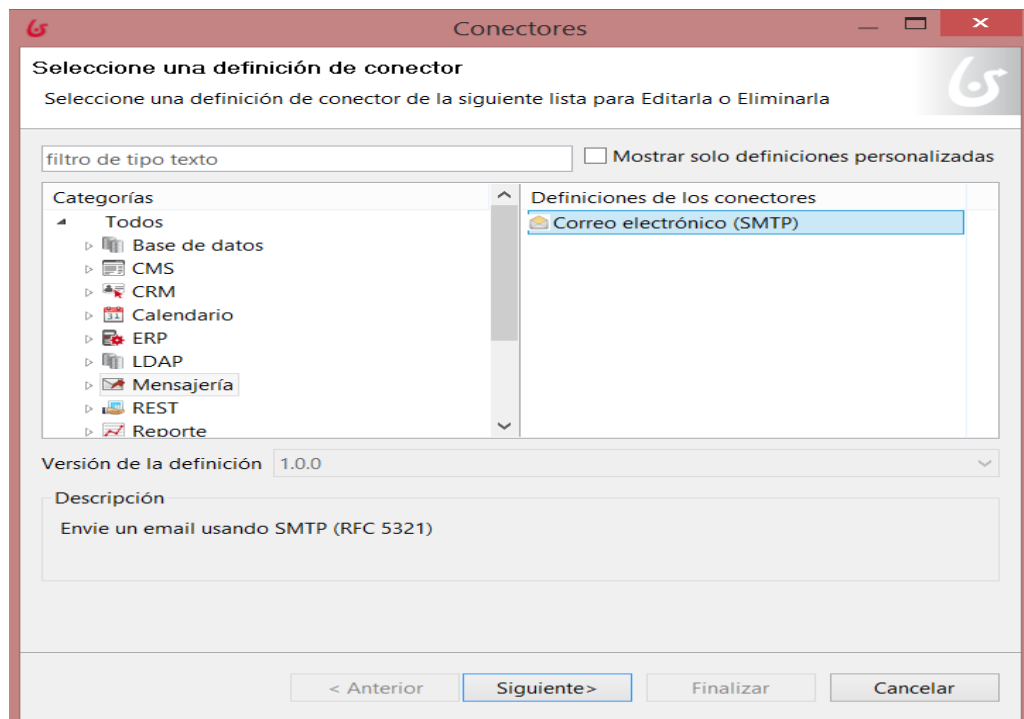 Conectores
Seleccione una definición de conector
Seleccione una definición de conector de la siguiente lista para Editarla o Eliminarla
filtro de tipo texto
Mostrar solo definiciones personalizadas
Categorías
Todos
Base de datos
CMS
CRM
31 Calendario
ERP
LDAP
Mensajería
REST
Reporte
Definiciones de los conectores
Correo electrónico (SMTP)
Versión de la definición 1.0.0
Descripción
Envie un email usando SMTP (RFC 5321)
< Anterior
Siguiente>
Finalizar
Cancelar